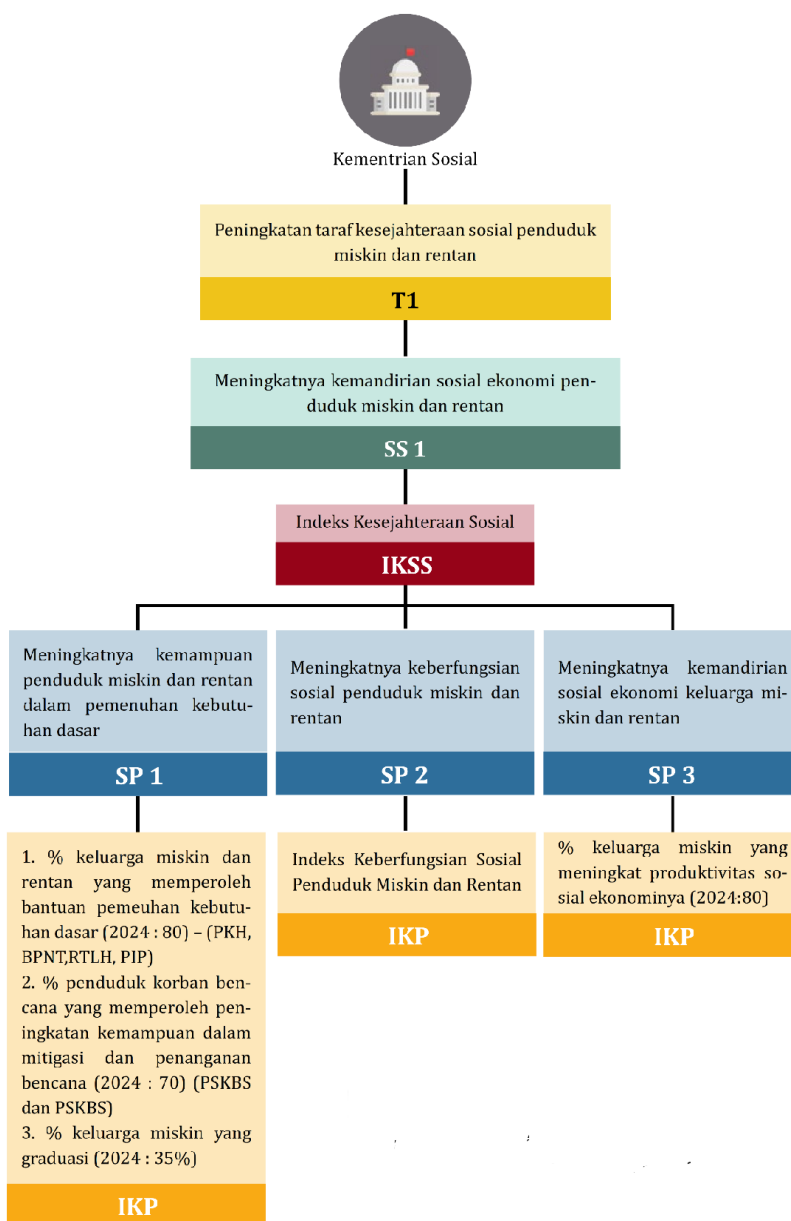 Kementrian Sosial
Peningkatan taraf kesejahteraan sosial penduduk
miskin dan rentan
T1
Meningkatnya kemandirian sosial ekonomi pen-
duduk miskin dan rentan
SS 1
Indeks Kesejahteraan Sosial
IKSS
Meningkatnya kemampuan
penduduk miskin dan rentan
dalam pemenuhan kebutu-
han dasar
SP 1
Meningkatnya keberfungsian
sosial penduduk miskin dan
rentan
SP 2
Meningkatnya kemandirian
sosial ekonomi keluarga mi-
skin dan rentan
SP 3
1. % keluarga miskin dan
rentan yang memperoleh
bantuan pemeuhan kebutu-
han dasar (2024 : 80) – (PKH,
BPNT,RTLH, PIP)
2. % penduduk korban ben-
cana yang memperoleh pen-
ingkatan kemampuan dalam
mitigasi dan penanganan
bencana (2024 : 70) (PSKBS
dan PSKBS)
3. % keluarga miskin yang
graduasi (2024 : 35%)
IKP
Indeks Keberfungsian Sosial
Penduduk Miskin dan Rentan
IKP
% keluarga miskin yang
meningkat produktivitas so-
sial ekonominya (2024:80)
IKP